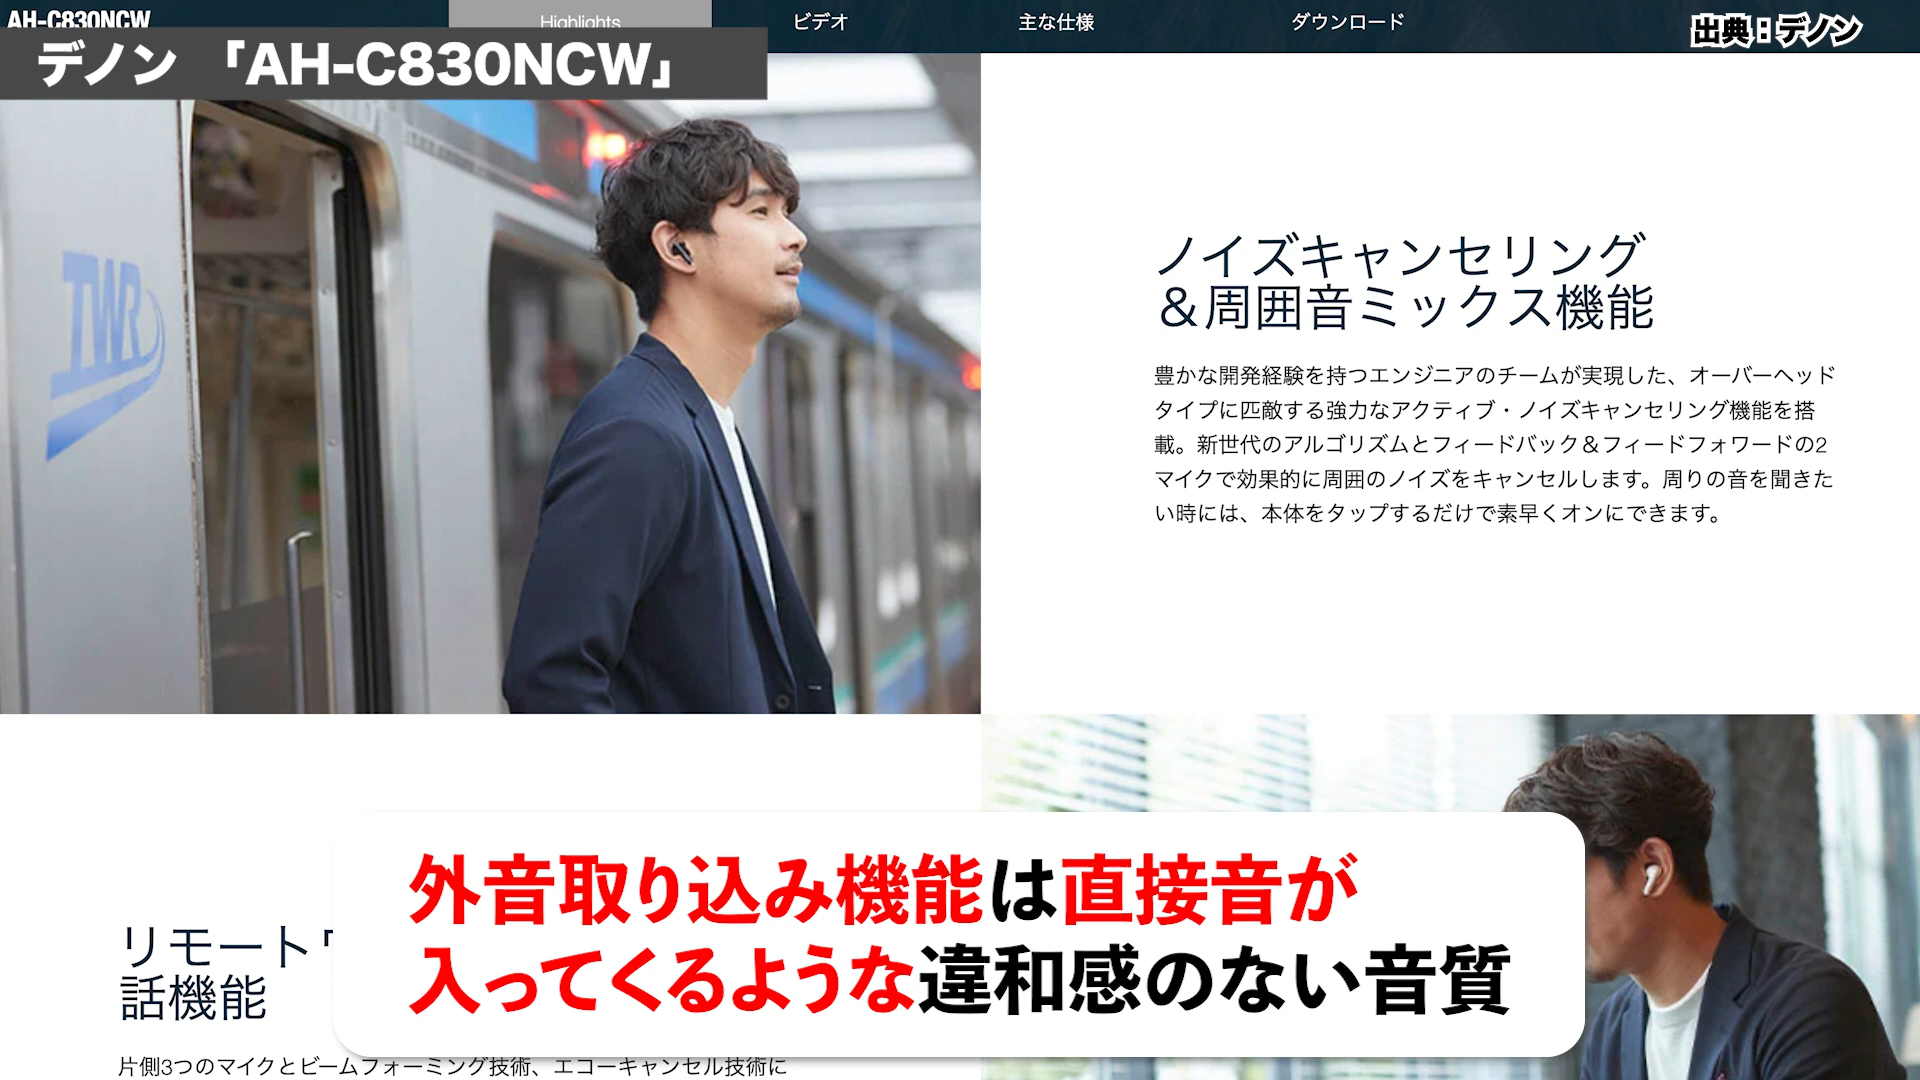 AH-C830NCW
Highlights
ビデオ
主な仕様
ダウンロード
出典：デノン
デノン 「AH-C830NCW」
TWR
ノイズキャンセリング
＆周囲音ミックス機能
豊かな開発経験を持つエンジニアのチームが実現した、オーバーヘッド
タイプに匹敵する強力なアクティブ・ノイズキャンセリング機能を搭
載。新世代のアルゴリズムとフィードバック＆フィードフォワードの2
マイクで効果的に周囲のノイズをキャンセルします。周りの音を聞きた
い時には、本体をタップするだけで素早くオンにできます。
外音取り込み機能は直接音が
入ってくるような違和感のない音質
リモート
話機能
片側3つのマイクとビームフォーミング技術、エコーキャンセル技術に